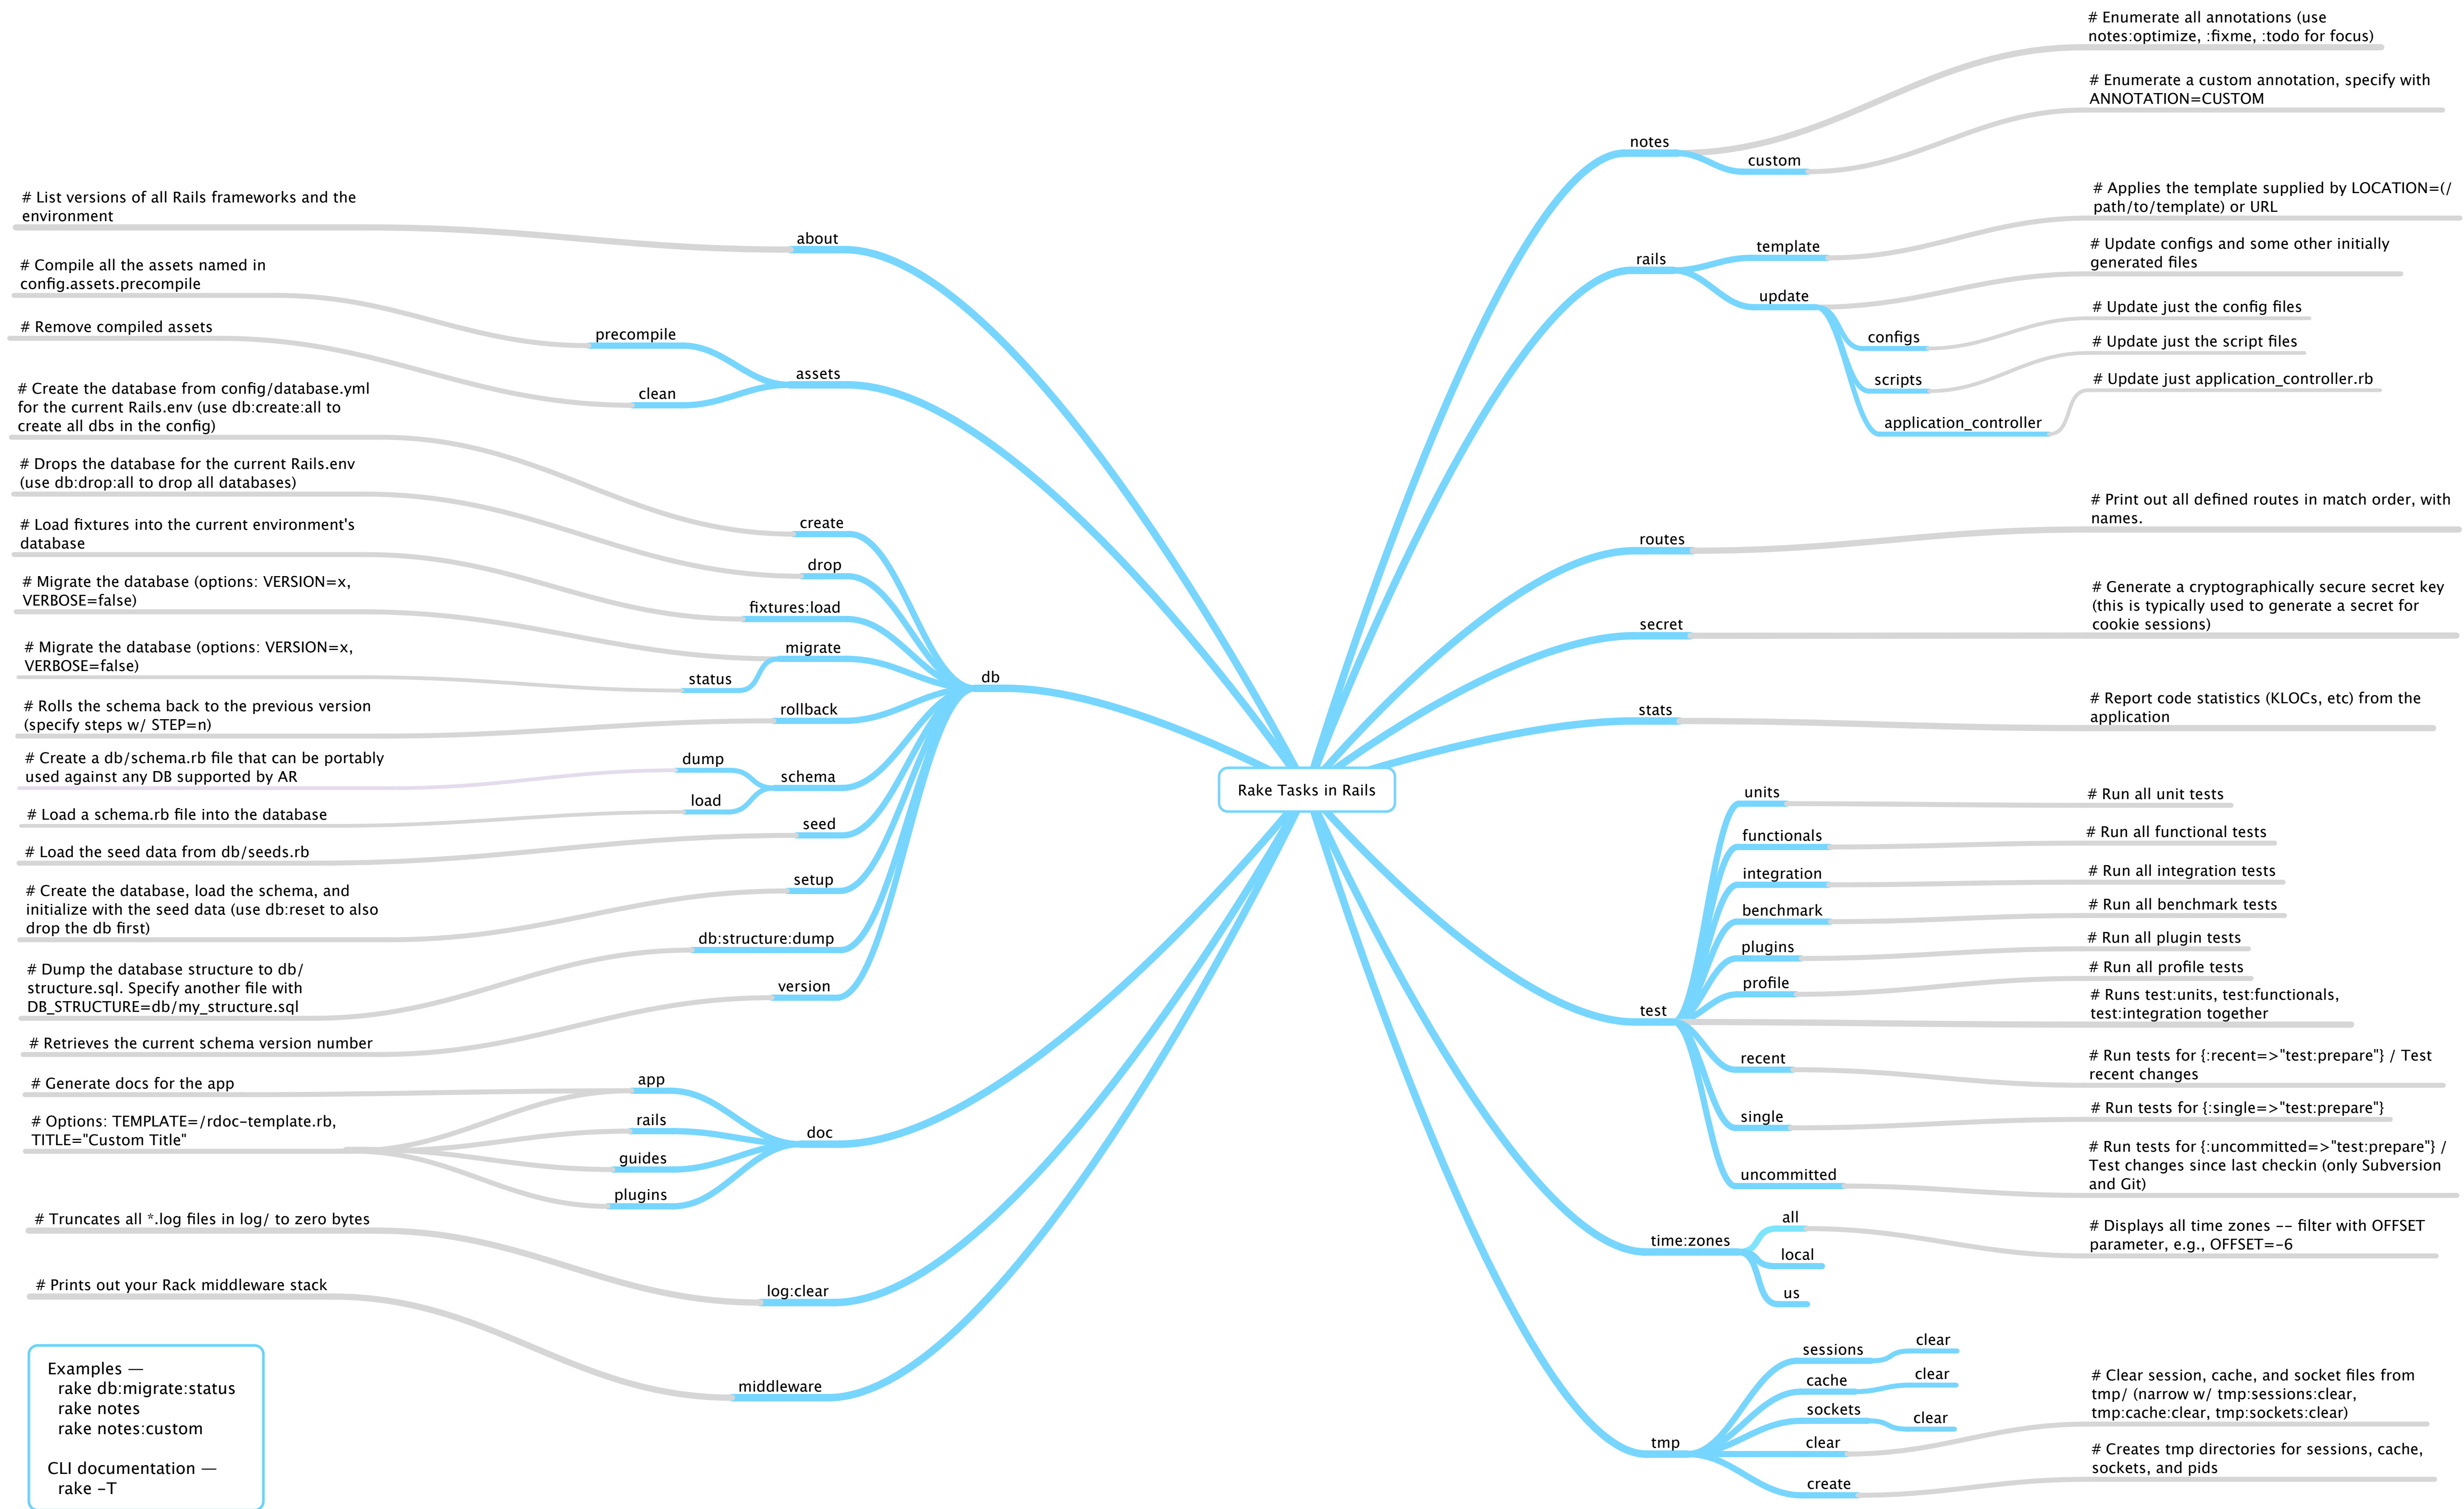 Rake Tasks in Rails
about
# List versions of all Rails frameworks and the
environment
assets
precompile
# Compile all the assets named in
config.assets.precompile
clean
# Remove compiled assets
db
create
# Create the database from config/database.yml
for the current Rails.env (use db:create:all to
create all dbs in the config)
drop
# Drops the database for the current Rails.env
(use db:drop:all to drop all databases)
fixtures:load
# Load fixtures into the current environment's
database
migrate
# Migrate the database (options: VERSION=x,
VERBOSE=false)
status
# Migrate the database (options: VERSION=x,
VERBOSE=false)
rollback
# Rolls the schema back to the previous version
(specify steps w/ STEP=n)
schema
dump
# Create a db/schema.rb file that can be portably
used against any DB supported by AR
load
# Load a schema.rb file into the database
seed
# Load the seed data from db/seeds.rb
setup
# Create the database, load the schema, and
initialize with the seed data (use db:reset to also
drop the db first)
db:structure:dump
# Dump the database structure to db/
structure.sql. Specify another file with
DB_STRUCTURE=db/my_structure.sql
version
# Retrieves the current schema version number
doc
app
# Generate docs for the app
rails
guides
plugins
# Options: TEMPLATE=/rdoc-template.rb,
TITLE="Custom Title"
log:clear
# Truncates all *.log files in log/ to zero bytes
middleware
# Prints out your Rack middleware stack
Examples —
rake db:migrate:status
rake notes
rake notes:custom
CLI documentation —
rake -T
notes
# Enumerate all annotations (use
notes:optimize, :fixme, :todo for focus)
custom
# Enumerate a custom annotation, specify with
ANNOTATION=CUSTOM
rails
template
# Applies the template supplied by LOCATION=(/
path/to/template) or URL
update
# Update configs and some other initially
generated files
configs
# Update just the config files
scripts
# Update just the script files
application_controller
# Update just application_controller.rb
routes
# Print out all defined routes in match order, with
names.
secret
# Generate a cryptographically secure secret key
(this is typically used to generate a secret for
cookie sessions)
stats
# Report code statistics (KLOCs, etc) from the
application
test
units
# Run all unit tests
functionals
# Run all functional tests
integration
# Run all integration tests
benchmark
# Run all benchmark tests
plugins
# Run all plugin tests
profile
# Run all profile tests
# Runs test:units, test:functionals,
test:integration together
recent
# Run tests for {:recent=>"test:prepare"} / Test
recent changes
single
# Run tests for {:single=>"test:prepare"}
uncommitted
# Run tests for {:uncommitted=>"test:prepare"} /
Test changes since last checkin (only Subversion
and Git)
time:zones
all
# Displays all time zones -- filter with OFFSET
parameter, e.g., OFFSET=-6
local
us
tmp
sessions
clear
cache
clear
sockets
clear
clear
# Clear session, cache, and socket files from
tmp/ (narrow w/ tmp:sessions:clear,
tmp:cache:clear, tmp:sockets:clear)
create
# Creates tmp directories for sessions, cache,
sockets, and pids